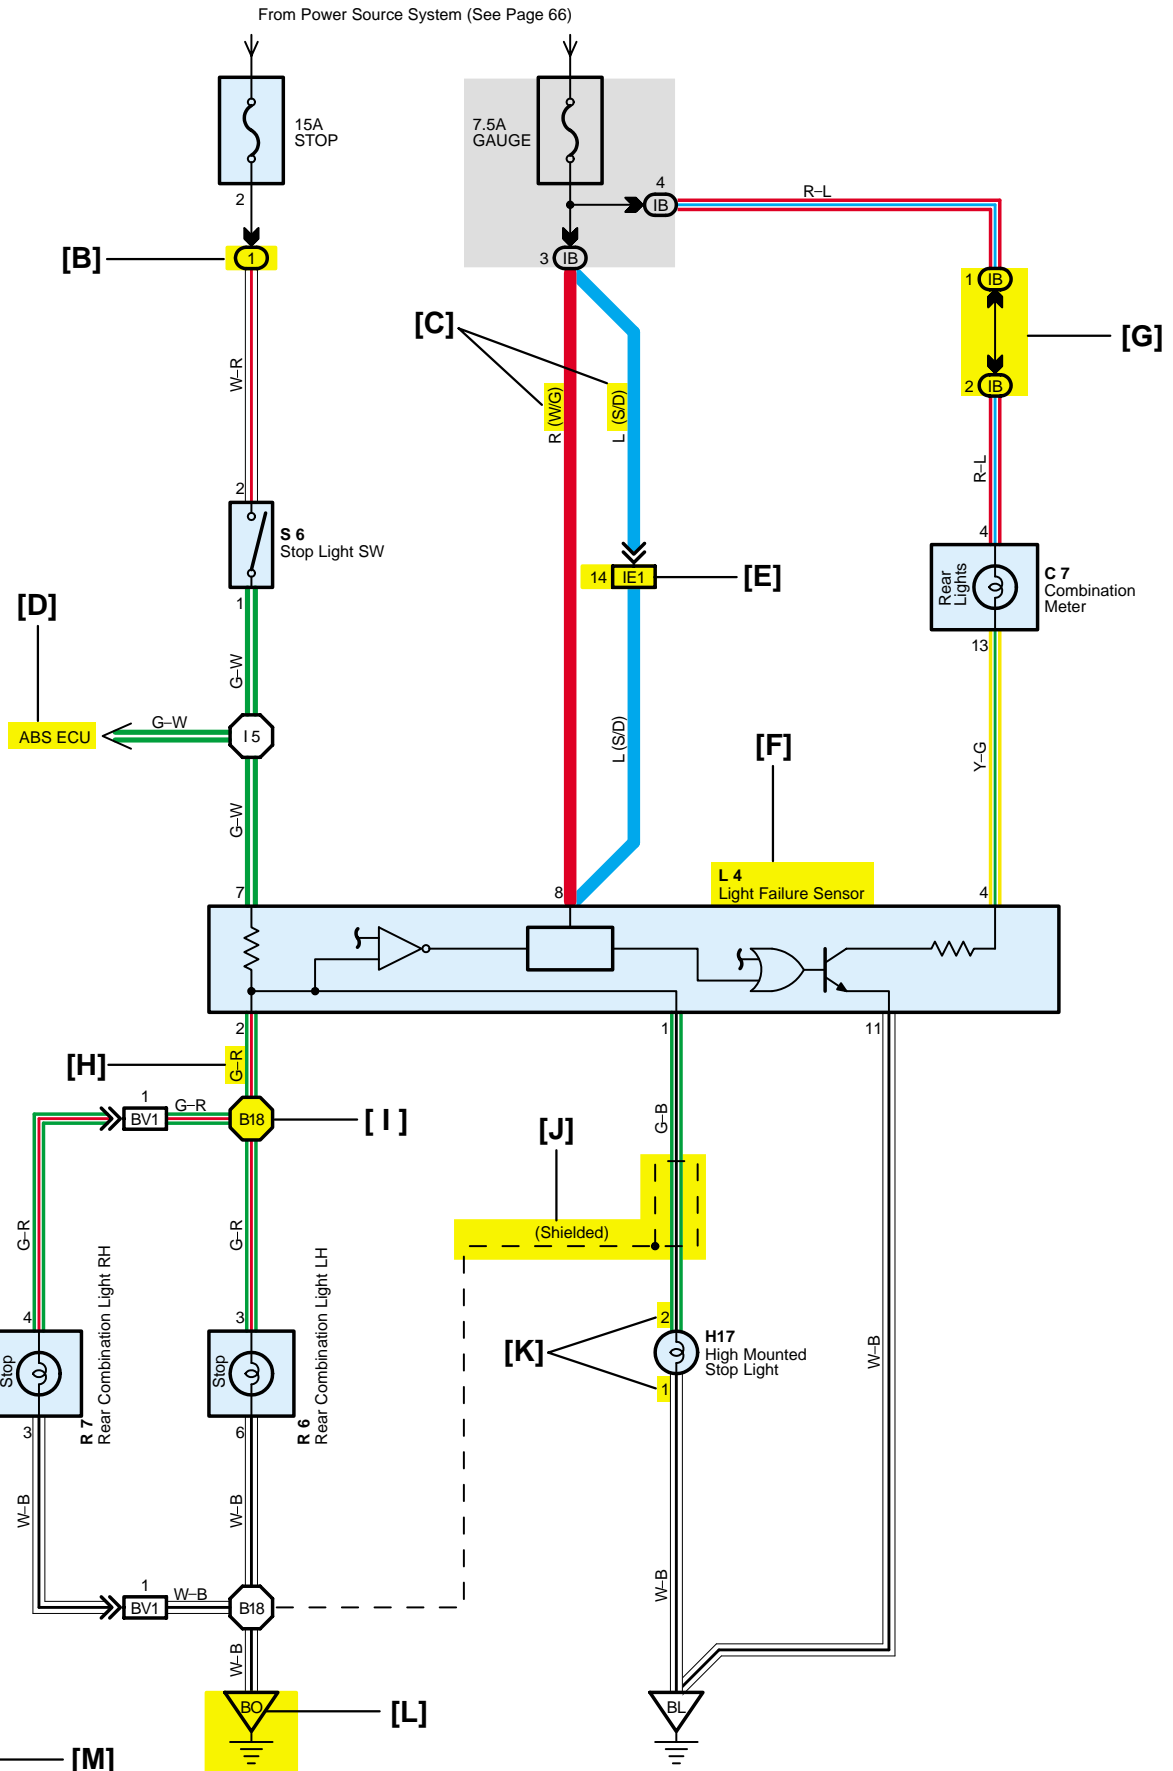 From Power Source System (See Page 66)
15A
STOP
7.5A
GAUGE
2
4
IB
R–L
[B]
1
3 IB
1 IB
[G]
[C]
2 IB
W–R
R (W/G)
L (S/D)
R–L
2
S 6
Stop Light SW
4
14 IE1
[E]
Rear
Lights
C 7
Combination
Meter
[D]
1
13
G–W
ABS ECU
G–W
I 5
L (S/D)
[F]
Y–G
G–W
L 4
Light Failure Sensor
7
8
4
2
1
11
[H]
G–R
1
BV1
G–R
B18
[ I ]
G–B
[J]
(Shielded)
G–R
G–R
4
3
2
Stop
R 7
Rear Combination Light RH
Stop
R 6
Rear Combination Light LH
[K]
H17
High Mounted
Stop Light
W–B
1
3
6
W–B
W–B
1
BV1
W–B
B18
W–B
W–B
BO
[L]
BL
[M]